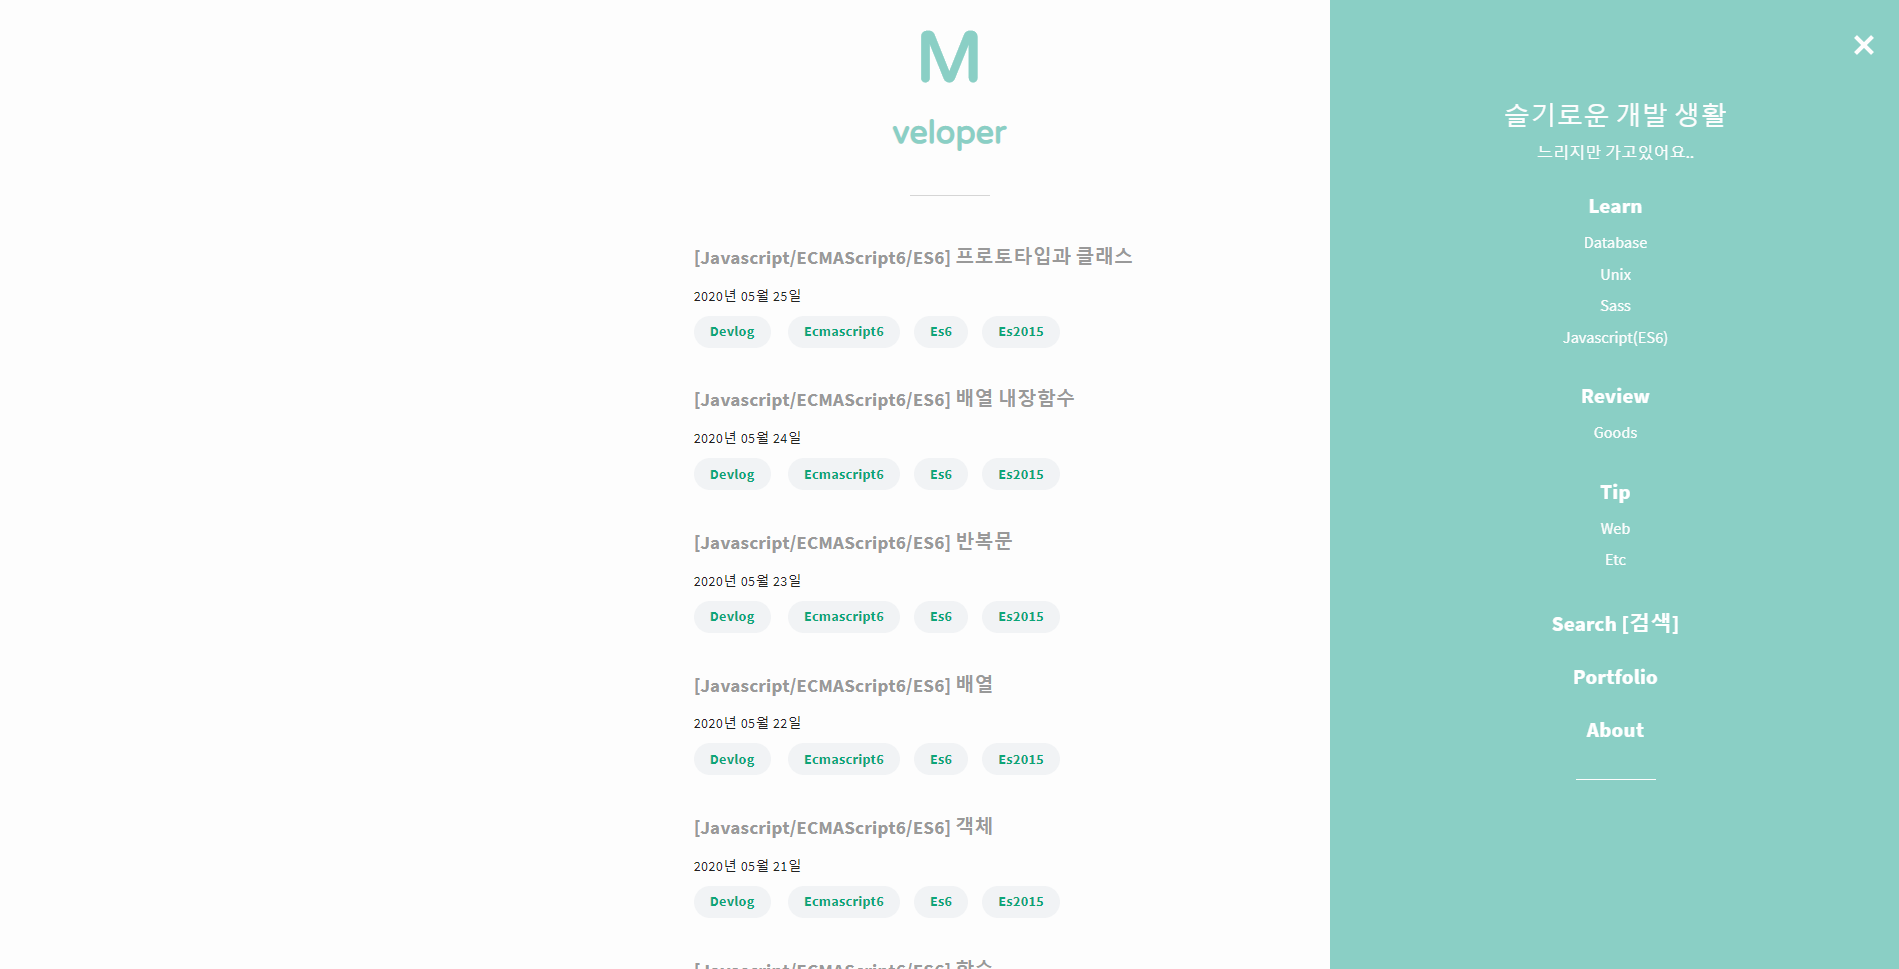 M
veloper
[Javascript/ECMAScript6/ES6] 프로토타입과 클래스
2020년 05월 25일
Devlog Ecmascript6 Es6 Es2015
[Javascript/ECMAScript6/ES6] 배열 내장함수
2020년 05월 24일
Devlog Ecmascript6 Es6 Es2015
[Javascript/ECMAScript6/ES6] 반복문
2020년 05월 23일
Devlog Ecmascript6 Es6 Es2015
[Javascript/ECMAScript6/ES6] 배열
2020년 05월 22일
Devlog Ecmascript6 Es6 Es2015
[Javascript/ECMAScript6/ES6] 객체
2020년 05월 21일
Devlog Ecmascript6 Es6 Es2015
[Javascript/ECMAScript6/ES6] 함수
슬기로운 개발 생활
느리지만 가고있어요..
Learn
Database
Unix
Sass
Javascript(ES6)
Review
Goods
Tip
Web
Etc
Search [검색]
Portfolio
About